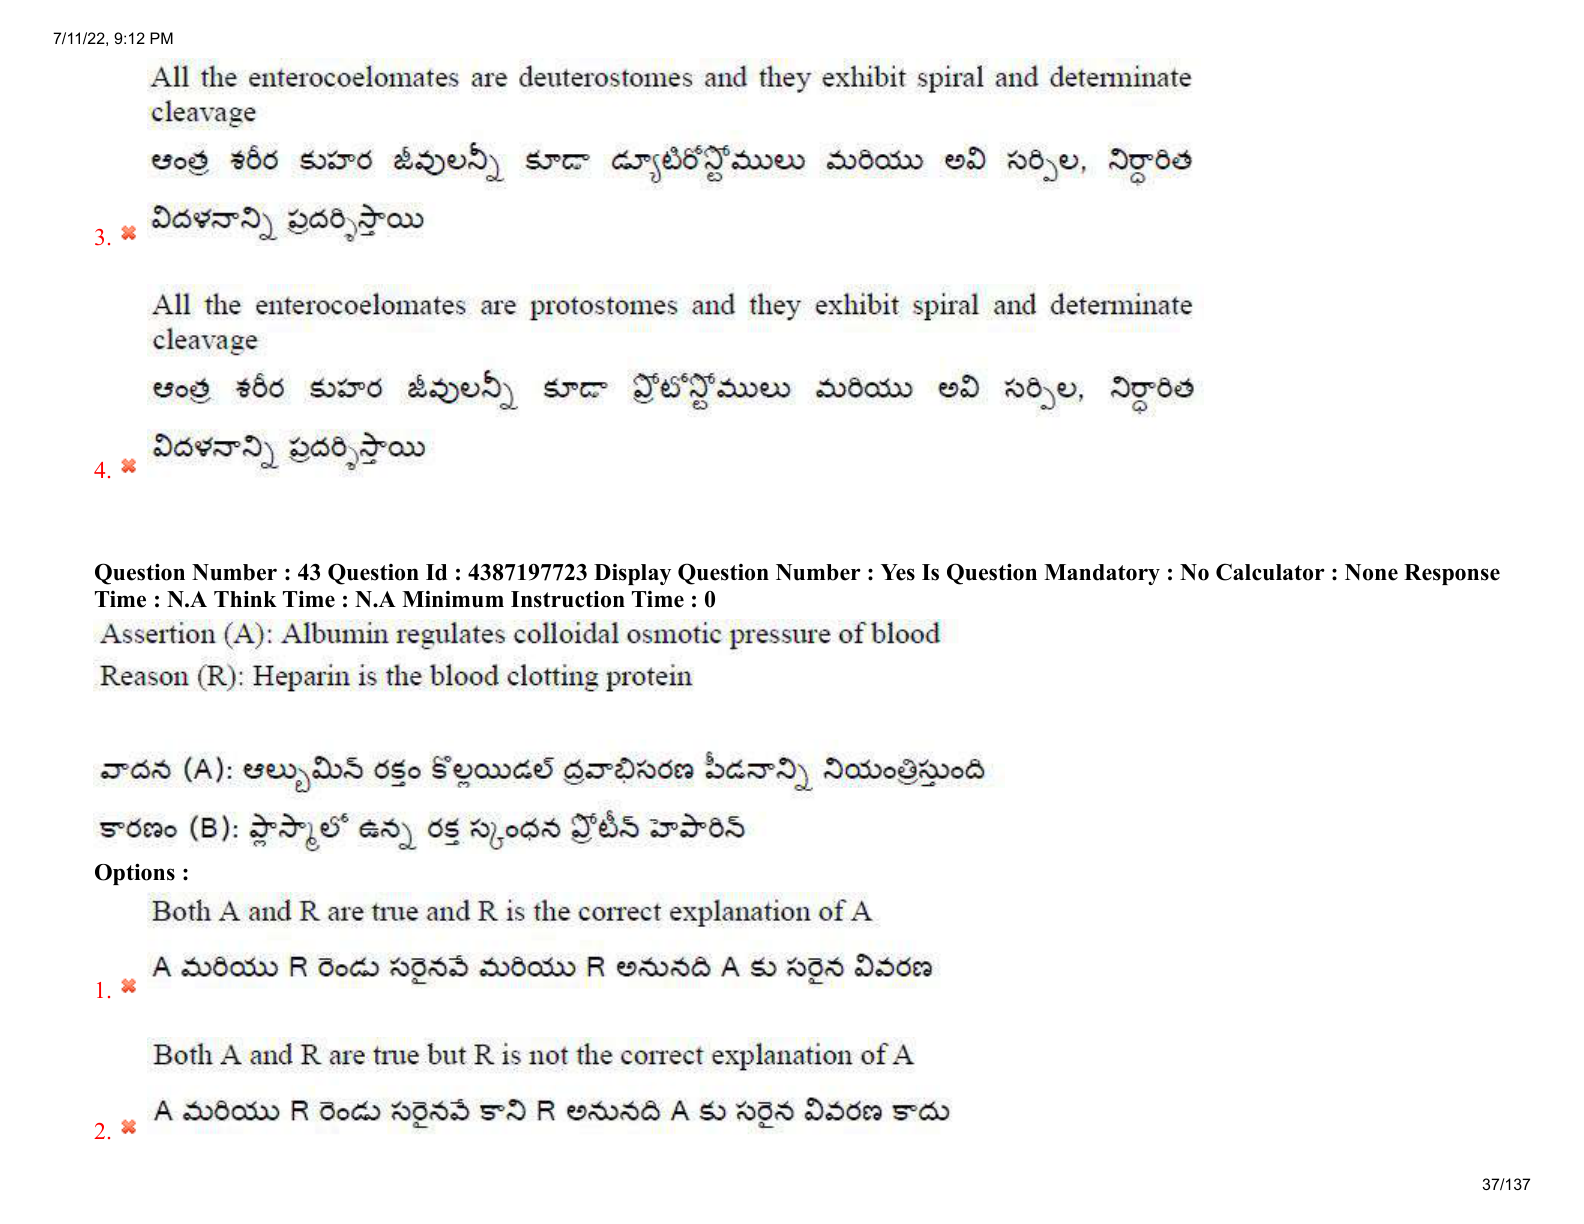 7/11/22, 9:12 PM
All the enterocoelomates are deuterostomes and they exhibit spiral and determinate
cleavage
ఆంత్ర శరీర కుహర జీవులన్నీ కూడా డ్యూటిరోస్టోములు మరియు అవి సర్పిల, నిర్ధారిత
విదళనాన్ని ప్రదర్శిస్తాయి
3.
All the enterocoelomates are protostomes and they exhibit spiral and determinate
cleavage
ఆంత్ర శరీర కుహర జీవులన్నీ కూడా ప్రోటోస్టోములు మరియు అవి సర్పిల, నిర్ధారిత
విదళనాన్ని ప్రదర్శిస్తాయి
4.
Question Number : 43 Question Id : 4387197723 Display Question Number : Yes Is Question Mandatory : No Calculator : None Response
Time : N.A Think Time : N.A Minimum Instruction Time : 0
Assertion (A): Albumin regulates colloidal osmotic pressure of blood
Reason (R): Heparin is the blood clotting protein
వాదన (A): ఆల్బుమిన్ రక్తం కొల్లయిడల్ ద్రవాభిసరణ పీడనాన్ని నియంత్రిస్తుంది
కారణం (B): ప్లాస్మాలో ఉన్న రక్త స్కంధన ప్రోటీన్ హెపారిన్
Options :
Both A and R are true and R is the correct explanation of A
A మరియు R రెండు సరైనవే మరియు R అనునది A కు సరైన వివరణ
1.
Both A and R are true but R is not the correct explanation of A
A మరియు R రెండు సరైనవే కాని R అనునది A కు సరైన వివరణ కాదు
2.
37/137